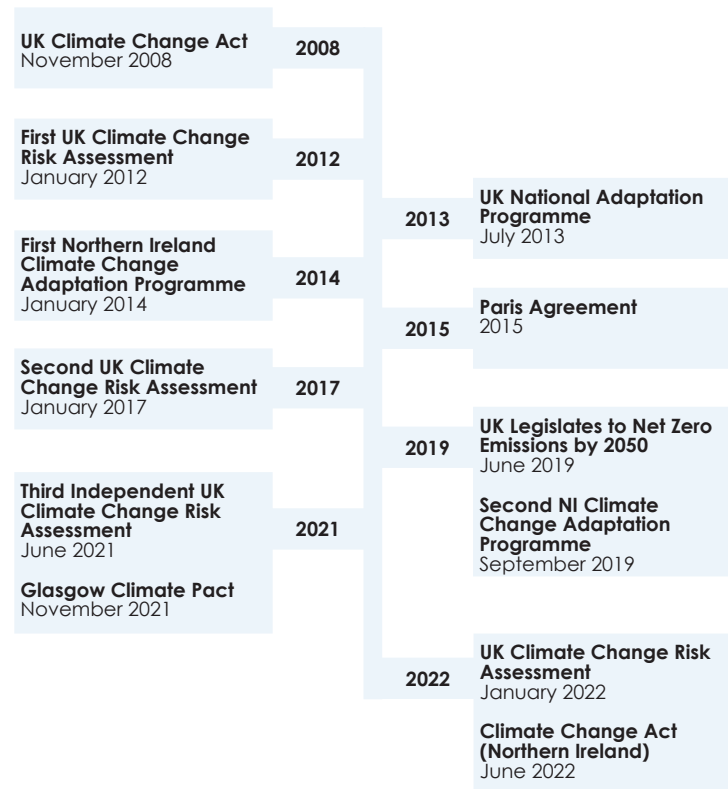 UK Climate Change Act
November 2008
2008
First UK Climate Change
Risk Assessment
January 2012
2012
2013
UK National Adaptation
Programme
July 2013
First Northern Ireland
Climate Change
Adaptation Programme
January 2014
2014
2015
Paris Agreement
2015
Second UK Climate
Change Risk Assessment
January 2017
2017
2019
UK Legislates to Net Zero
Emissions by 2050
June 2019
Second NI Climate
Change Adaptation
Programme
September 2019
Third Independent UK
Climate Change Risk
Assessment
June 2021
Glasgow Climate Pact
November 2021
2021
2022
UK Climate Change Risk
Assessment
January 2022
Climate Change Act
(Northern Ireland)
June 2022